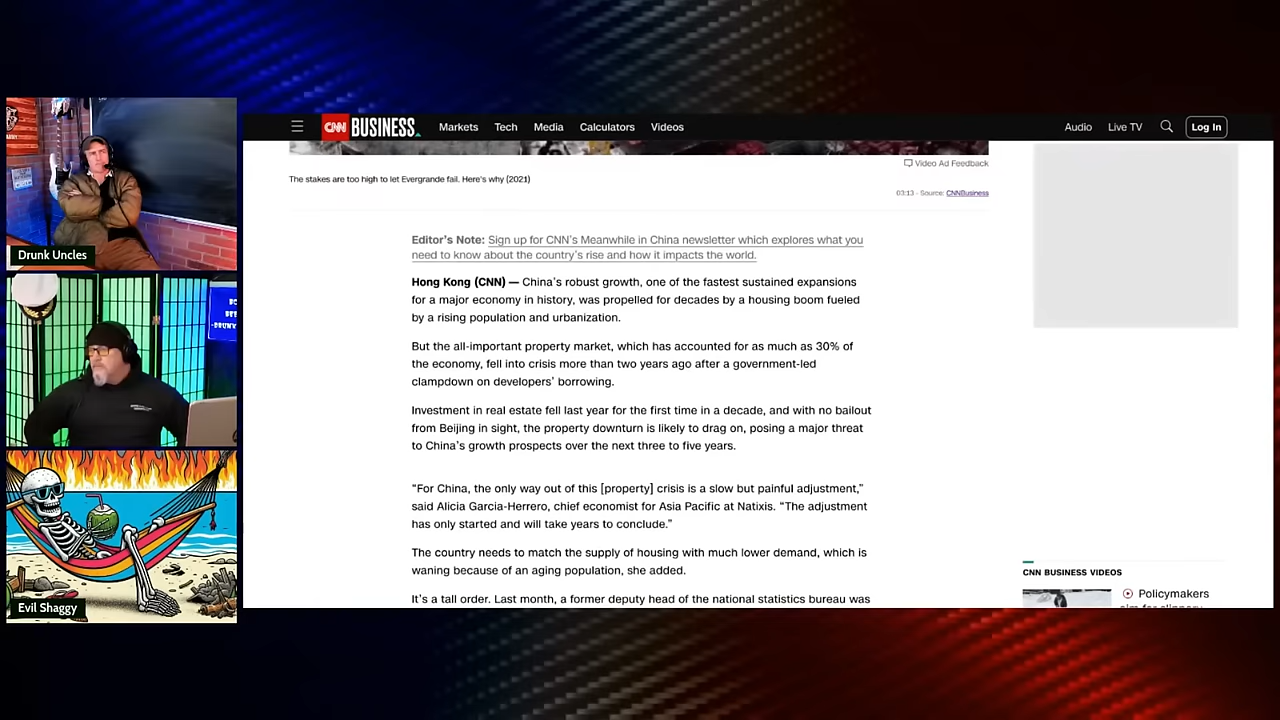 CNN BUSINESS
Markets
Tech
Media
Calculators
Videos
Audio
Live TV
Log In
Video Ad Feedback
The stakes are too high to let Evergrande fail. Here's why (2021)
03:13 - Source: CNNBusiness
Editor's Note: Sign up for CNN's Meanwhile in China newsletter which explores what you
need to know about the country's rise and how it impacts the world.
Hong Kong (CNN) — China's robust growth, one of the fastest sustained expansions
for a major economy in history, was propelled for decades by a housing boom fueled
by a rising population and urbanization.
But the all-important property market, which has accounted for as much as 30% of
the economy, fell into crisis more than two years ago after a government-led
clampdown on developers' borrowing.
Investment in real estate fell last year for the first time in a decade, and with no bailout
from Beijing in sight, the property downturn is likely to drag on, posing a major threat
to China's growth prospects over the next three to five years.
“For China, the only way out of this [property] crisis is a slow but painful adjustment,”
said Alicia Garcia-Herrero, chief economist for Asia Pacific at Natixis. “The adjustment
has only started and will take years to conclude.”
The country needs to match the supply of housing with much lower demand, which is
waning because of an aging population, she added.
It's a tall order. Last month, a former deputy head of the national statistics bureau was
CNN BUSINESS VIDEOS
Policymakers
aim for slippery
Drunk Uncles
Evil Shaggy